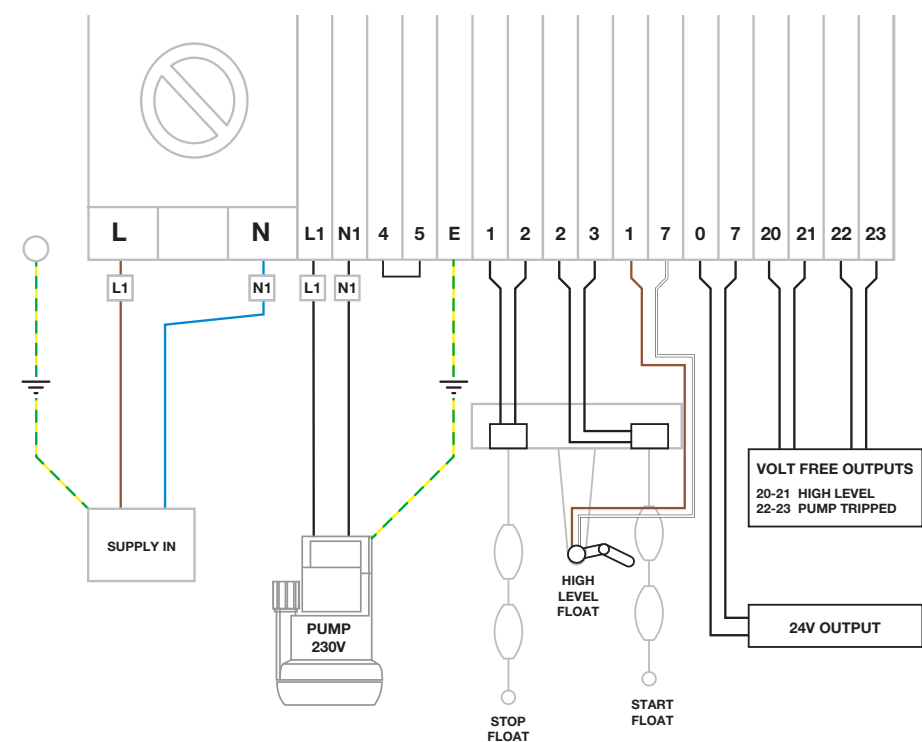 L N L1 N1 4 5 E 1 2 2 3 1 7 0 7 20 21 22 23
L1 N1 L1 N1
VOLT FREE OUTPUTS
20-21 HIGH LEVEL
22-23 PUMP TRIPPED
SUPPLY IN
HIGH
LEVEL
FLOAT
PUMP
230V
24V OUTPUT
STOP
FLOAT
START
FLOAT